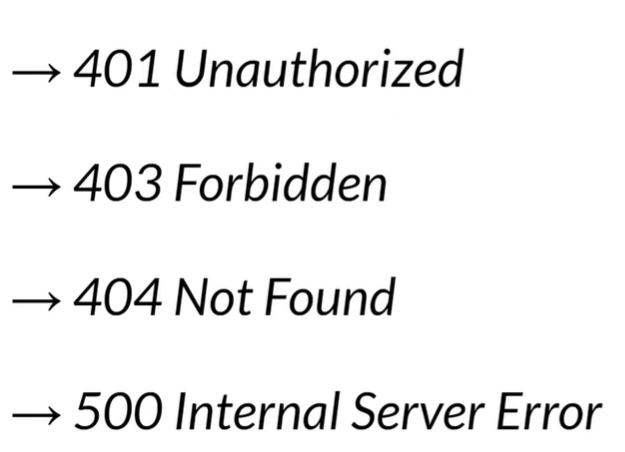 → 401 Unauthorized
→ 403 Forbidden
→ 404 Not Found
→ 500 Internal Server Error